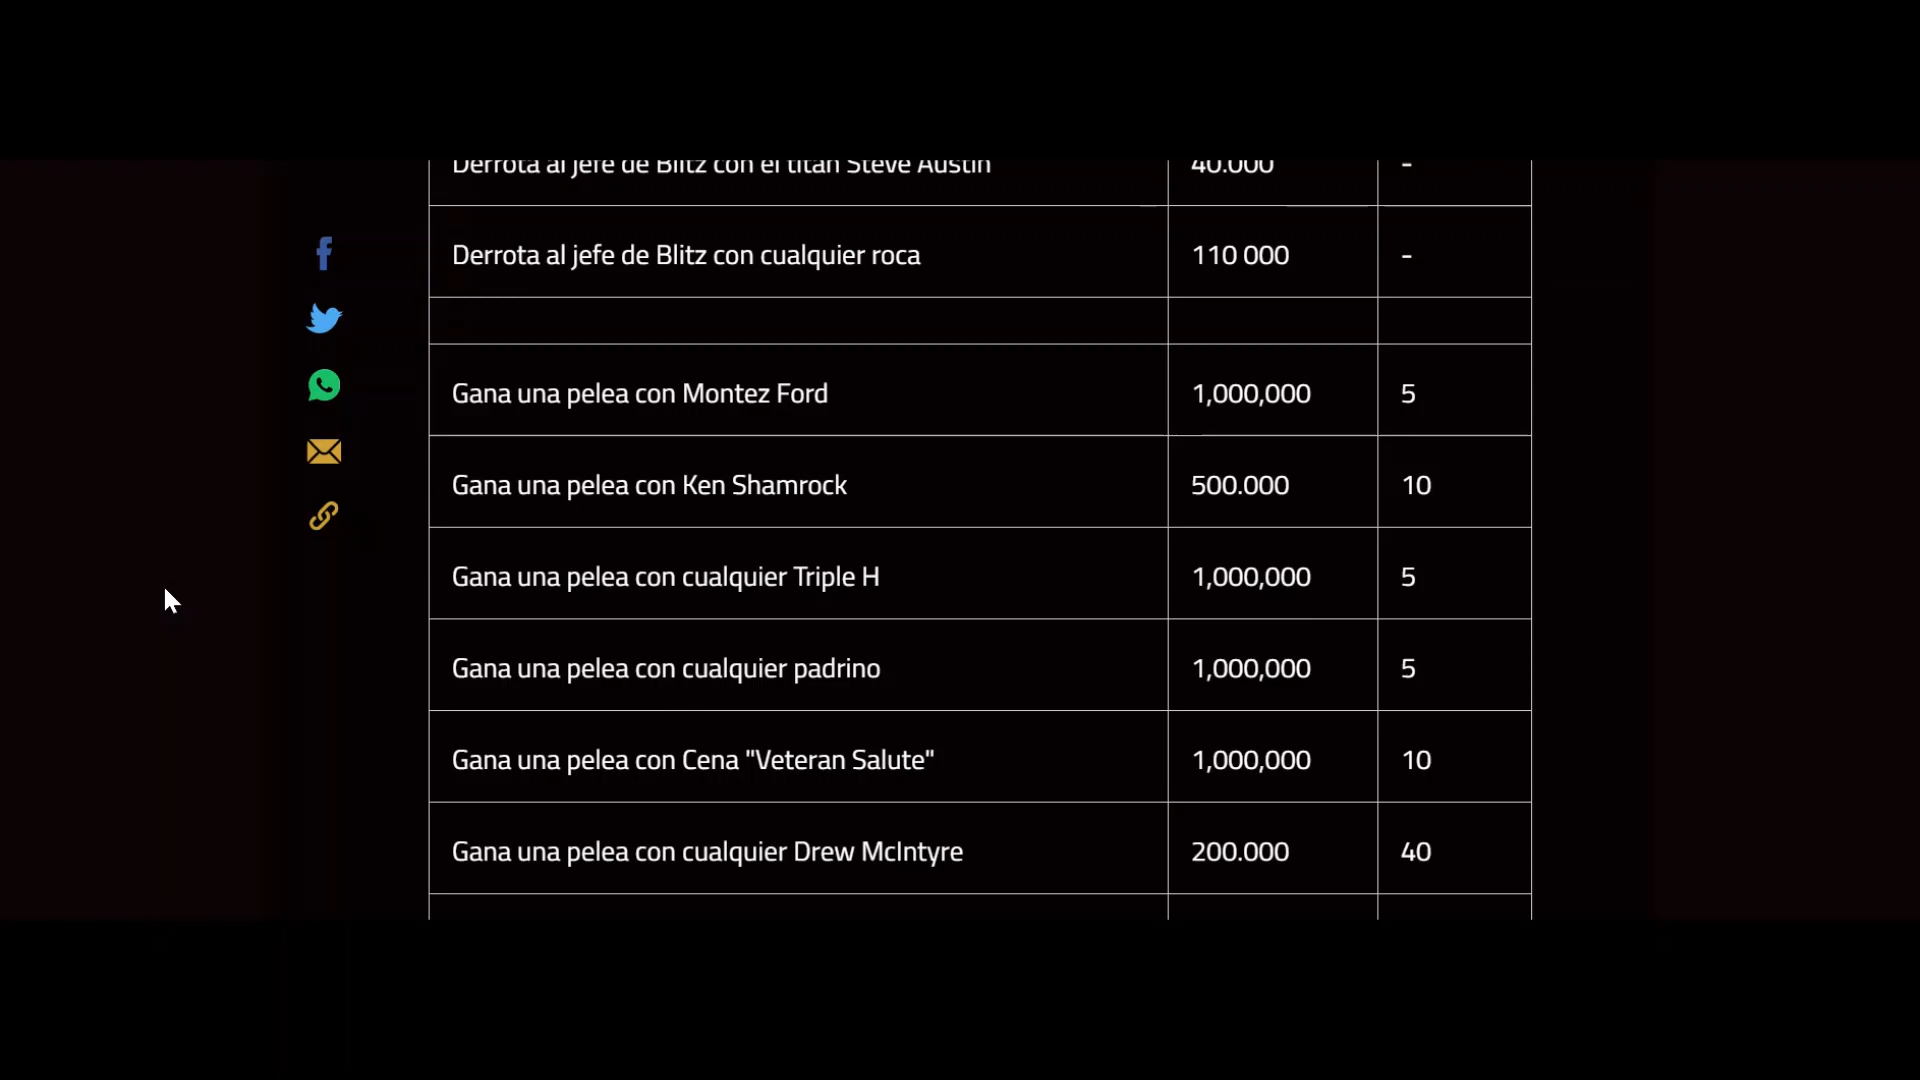 Derrota al jefe de Blitz con el titán Steve Austin 40.000 -
Derrota al jefe de Blitz con cualquier roca 110 000 -
Gana una pelea con Montez Ford 1,000,000 5
Gana una pelea con Ken Shamrock 500.000 10
Gana una pelea con cualquier Triple H 1,000,000 5
Gana una pelea con cualquier padrino 1,000,000 5
Gana una pelea con Cena "Veteran Salute" 1,000,000 10
Gana una pelea con cualquier Drew McIntyre 200.000 40